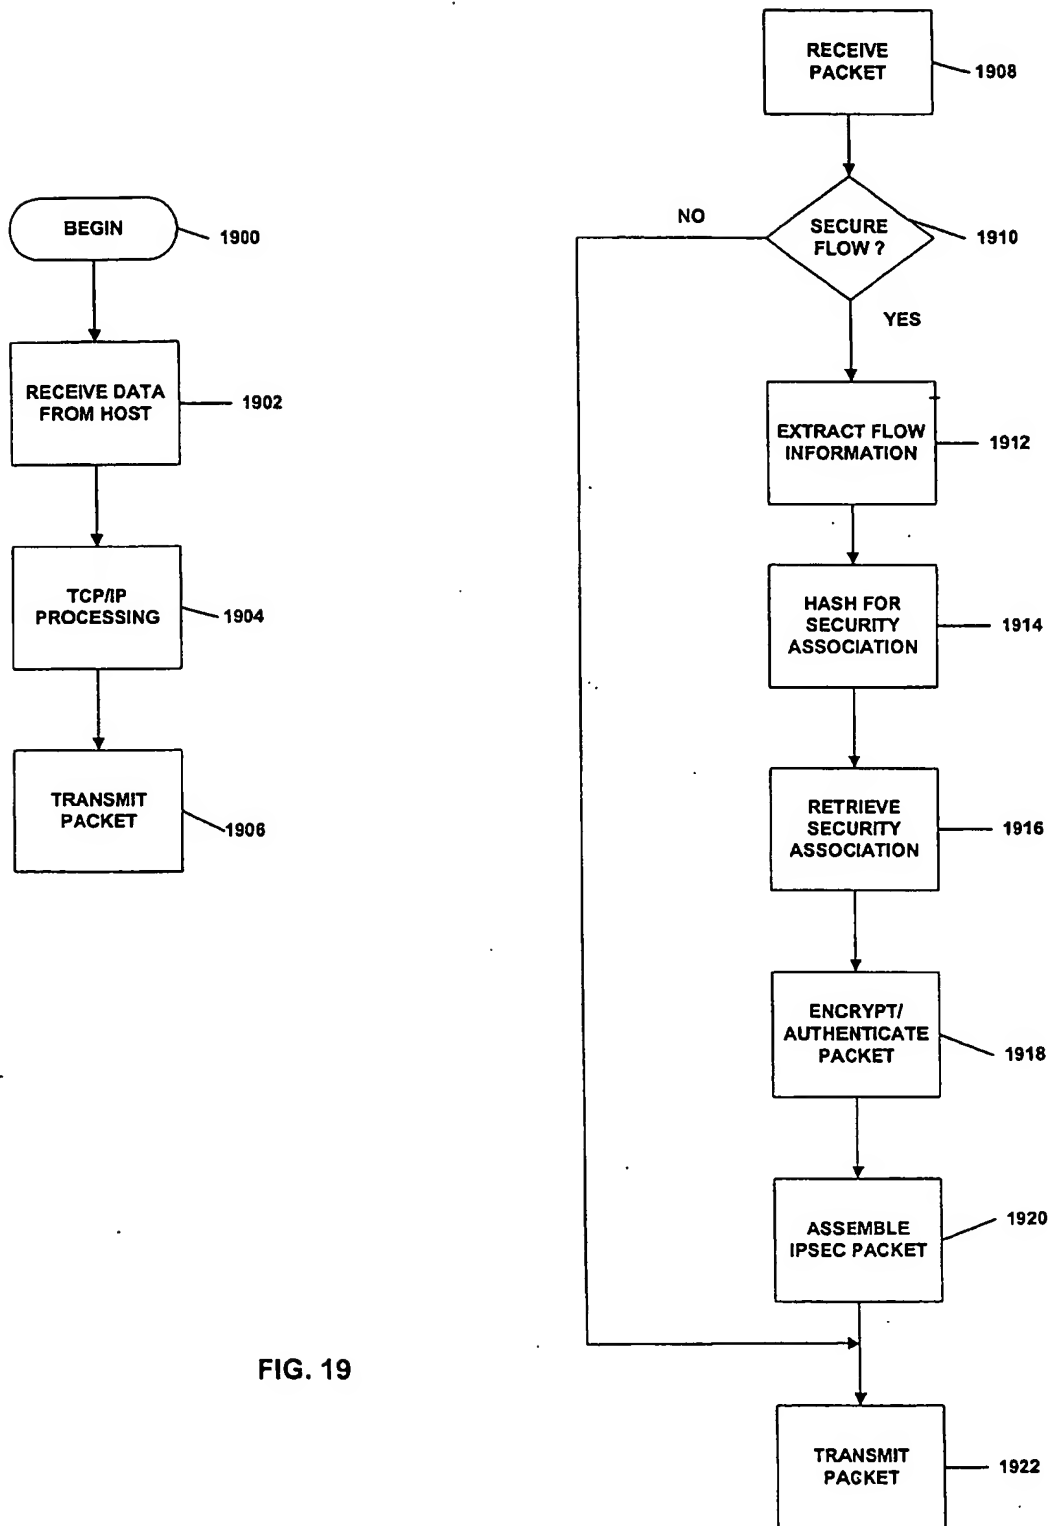 BEGIN
1900
RECEIVE DATA
FROM HOST
1902
TCP/IP
PROCESSING
1904
TRANSMIT
PACKET
1906
RECEIVE
PACKET
1908
SECURE
FLOW ?
1910
NO
YES
EXTRACT FLOW
INFORMATION
1912
HASH FOR
SECURITY
ASSOCIATION
1914
RETRIEVE
SECURITY
ASSOCIATION
1916
ENCRYPT/
AUTHENTICATE
PACKET
1918
ASSEMBLE
IPSEC PACKET
1920
TRANSMIT
PACKET
1922
FIG. 19